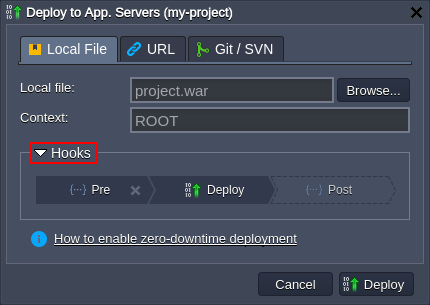 Deploy to App. Servers (my-project)
Local File URL Git / SVN
Local file: project.war Browse...
Context: ROOT
Hooks
Pre Deploy Post
How to enable zero-downtime deployment
Cancel Deploy